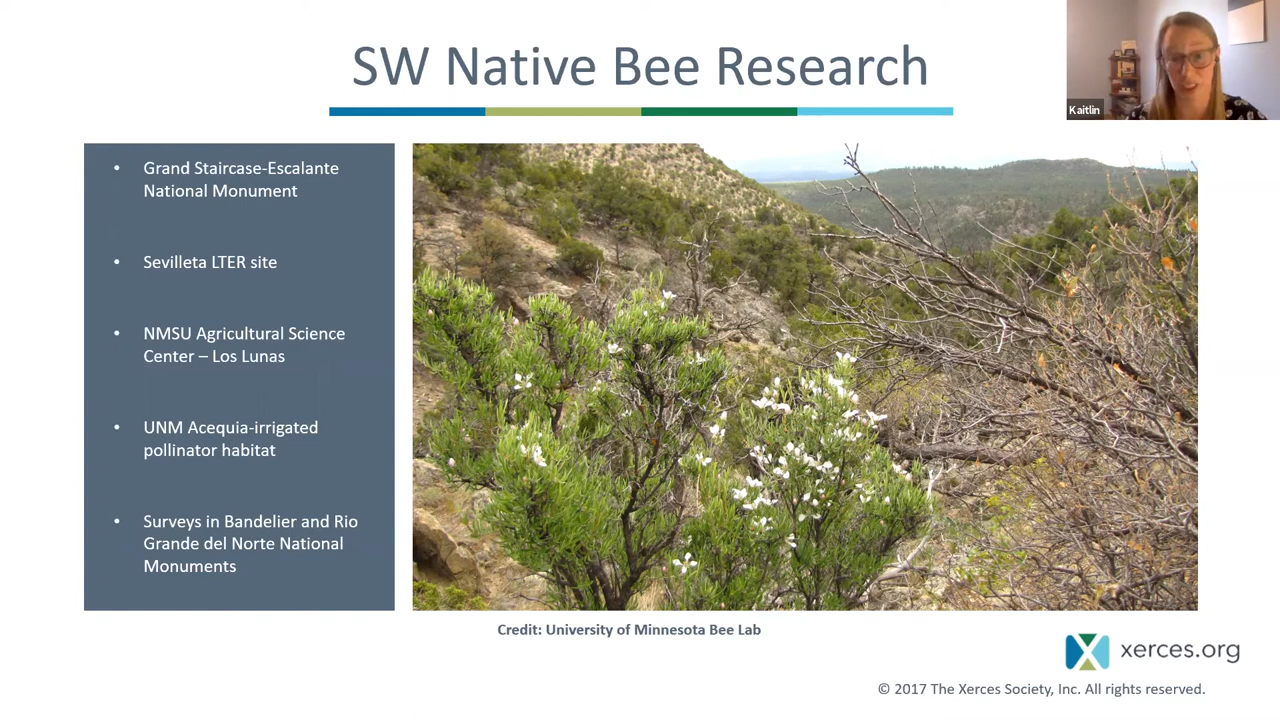 SW Native Bee Research
Kaitlin
• Grand Staircase-Escalante
National Monument
• Sevilleta LTER site
• NMSU Agricultural Science
Center – Los Lunas
• UNM Acequia-irrigated
pollinator habitat
• Surveys in Bandelier and Rio
Grande del Norte National
Monuments
Credit: University of Minnesota Bee Lab
xerces.org
© 2017 The Xerces Society, Inc. All rights reserved.